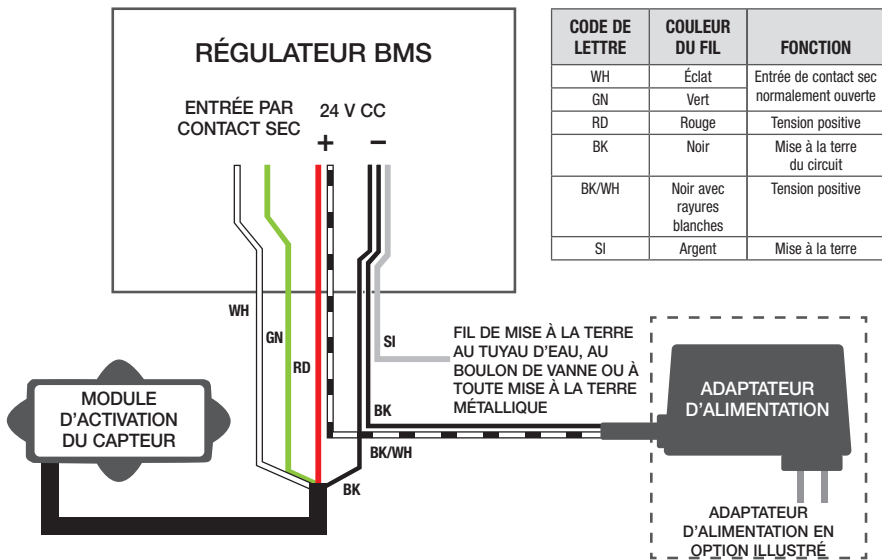 RÉGULATEUR BMS
ENTRÉE PAR
CONTACT SEC
24 V CC
+
–
WH
GN
RD
SI
BK
BK/WH
BK
FIL DE MISE À LA TERRE
AU TUYAU D'EAU, AU
BOULON DE VANNE OU À
TOUTE MISE À LA TERRE
MÉTALLIQUE
MODULE
D'ACTIVATION
DU CAPTEUR
ADAPTATEUR
D'ALIMENTATION
ADAPTATEUR
D'ALIMENTATION EN
OPTION ILLUSTRÉ
CODE DE
LETTRE
COULEUR
DU FIL
FONCTION
WH
Éclat
Entrée de contact sec
normalement ouverte
GN
Vert
RD
Rouge
Tension positive
BK
Noir
Mise à la terre
du circuit
BK/WH
Noir avec
rayures
blanches
Tension positive
SI
Argent
Mise à la terre